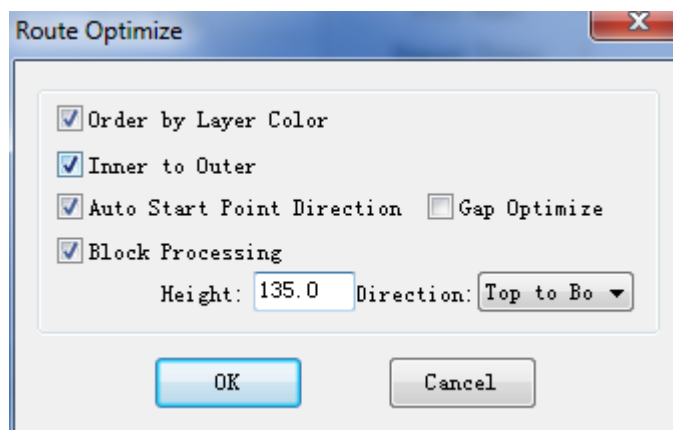 Route Optimize
Order by Layer Color
Inner to Outer
Auto Start Point Direction Gap Optimize
Block Processing
Height: 135.0 Direction: Top to Bo
OK Cancel